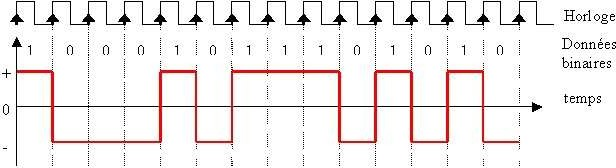 Horloge
1 0 0 0 1 0 1 1 1 0 1 0 1 0
Données
binaires
+
0
temps
-